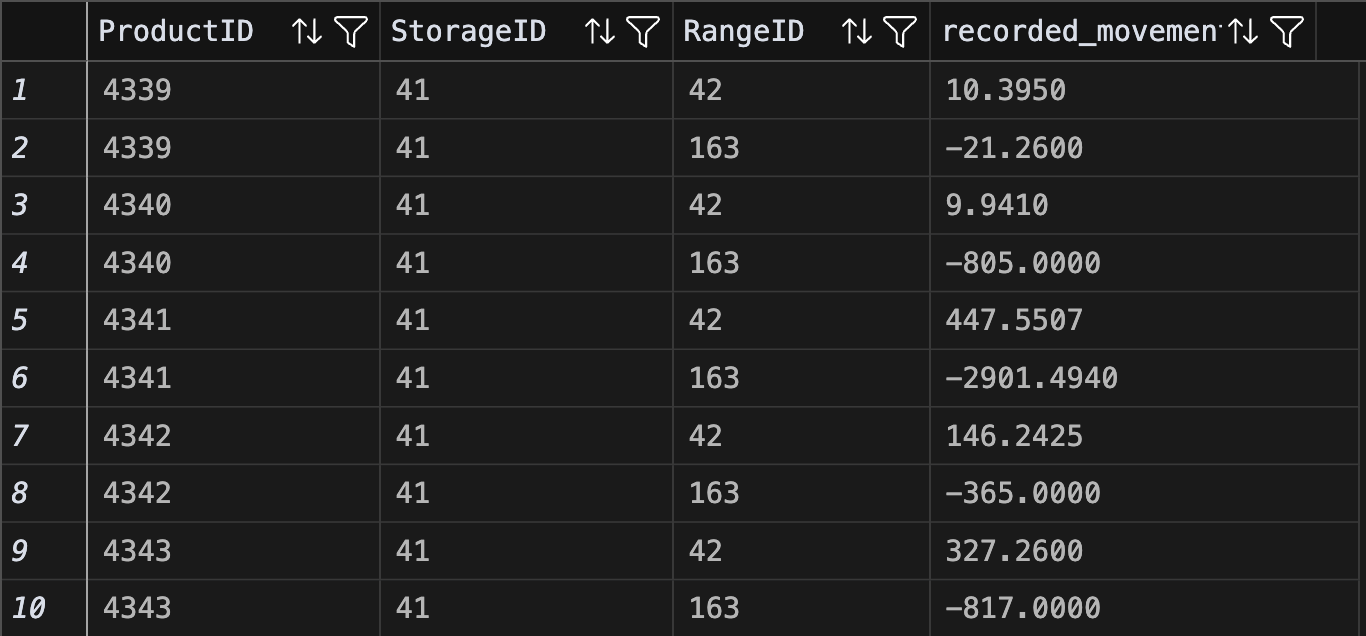 ProductID StorageID RangeID recorded_movemen
1 4339 41 42 10.3950
2 4339 41 163 -21.2600
3 4340 41 42 9.9410
4 4340 41 163 -805.0000
5 4341 41 42 447.5507
6 4341 41 163 -2901.4940
7 4342 41 42 146.2425
8 4342 41 163 -365.0000
9 4343 41 42 327.2600
10 4343 41 163 -817.0000